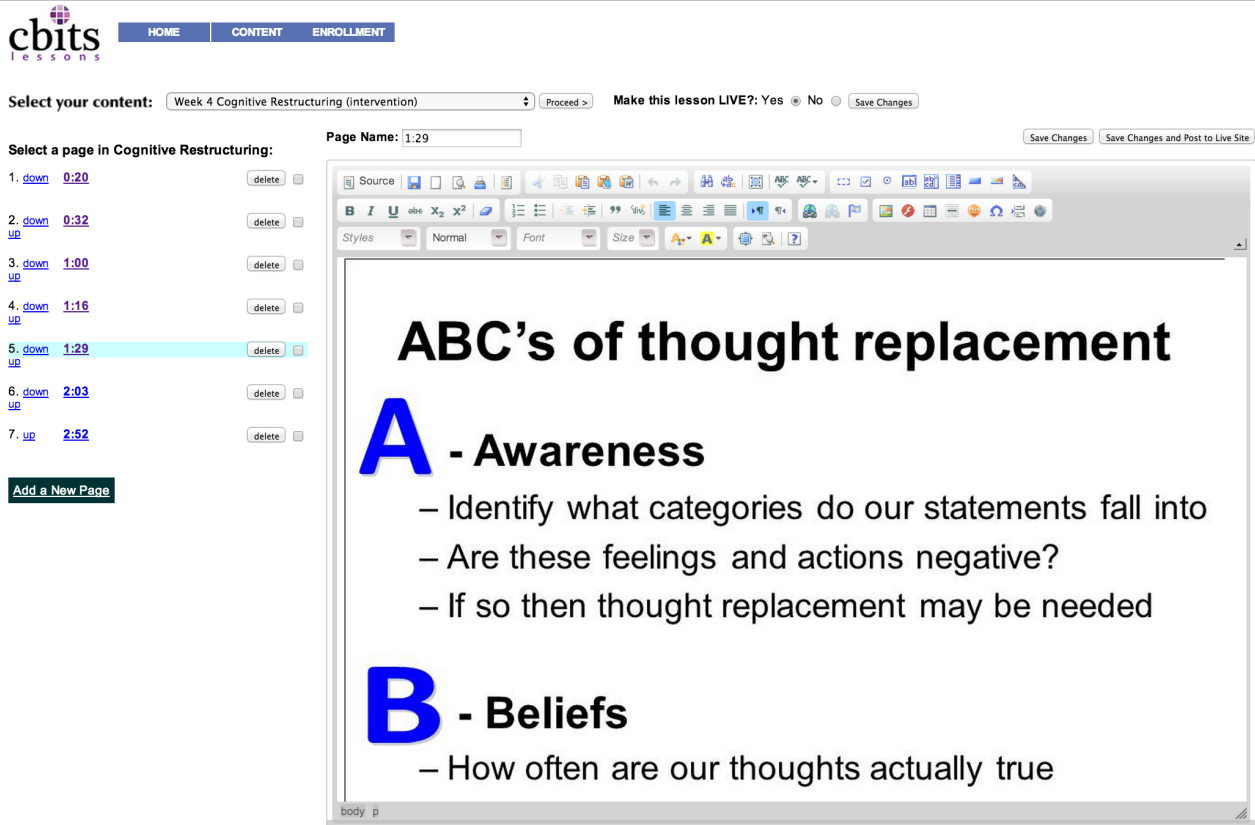 cbits
lessons
HOME CONTENT ENROLLMENT
Select your content: Week 4 Cognitive Restructuring (intervention) Proceed > Make this lesson LIVE?: Yes No Save Changes
Page Name: 1:29 Save Changes Save Changes and Post to Live Site
Select a page in Cognitive Restructuring:
1. down 0:20 delete
2. down 0:32 delete
up
3. down 1:00 delete
up
4. down 1:16 delete
up
5. down 1:29 delete
up
6. down 2:03 delete
up
7. up 2:52 delete
Add a New Page
Source
B I U abc X2 X2
Styles Normal Font Size
ABC’s of thought replacement
A - Awareness
– Identify what categories do our statements fall into
– Are these feelings and actions negative?
– If so then thought replacement may be needed
B - Beliefs
– How often are our thoughts actually true
body p